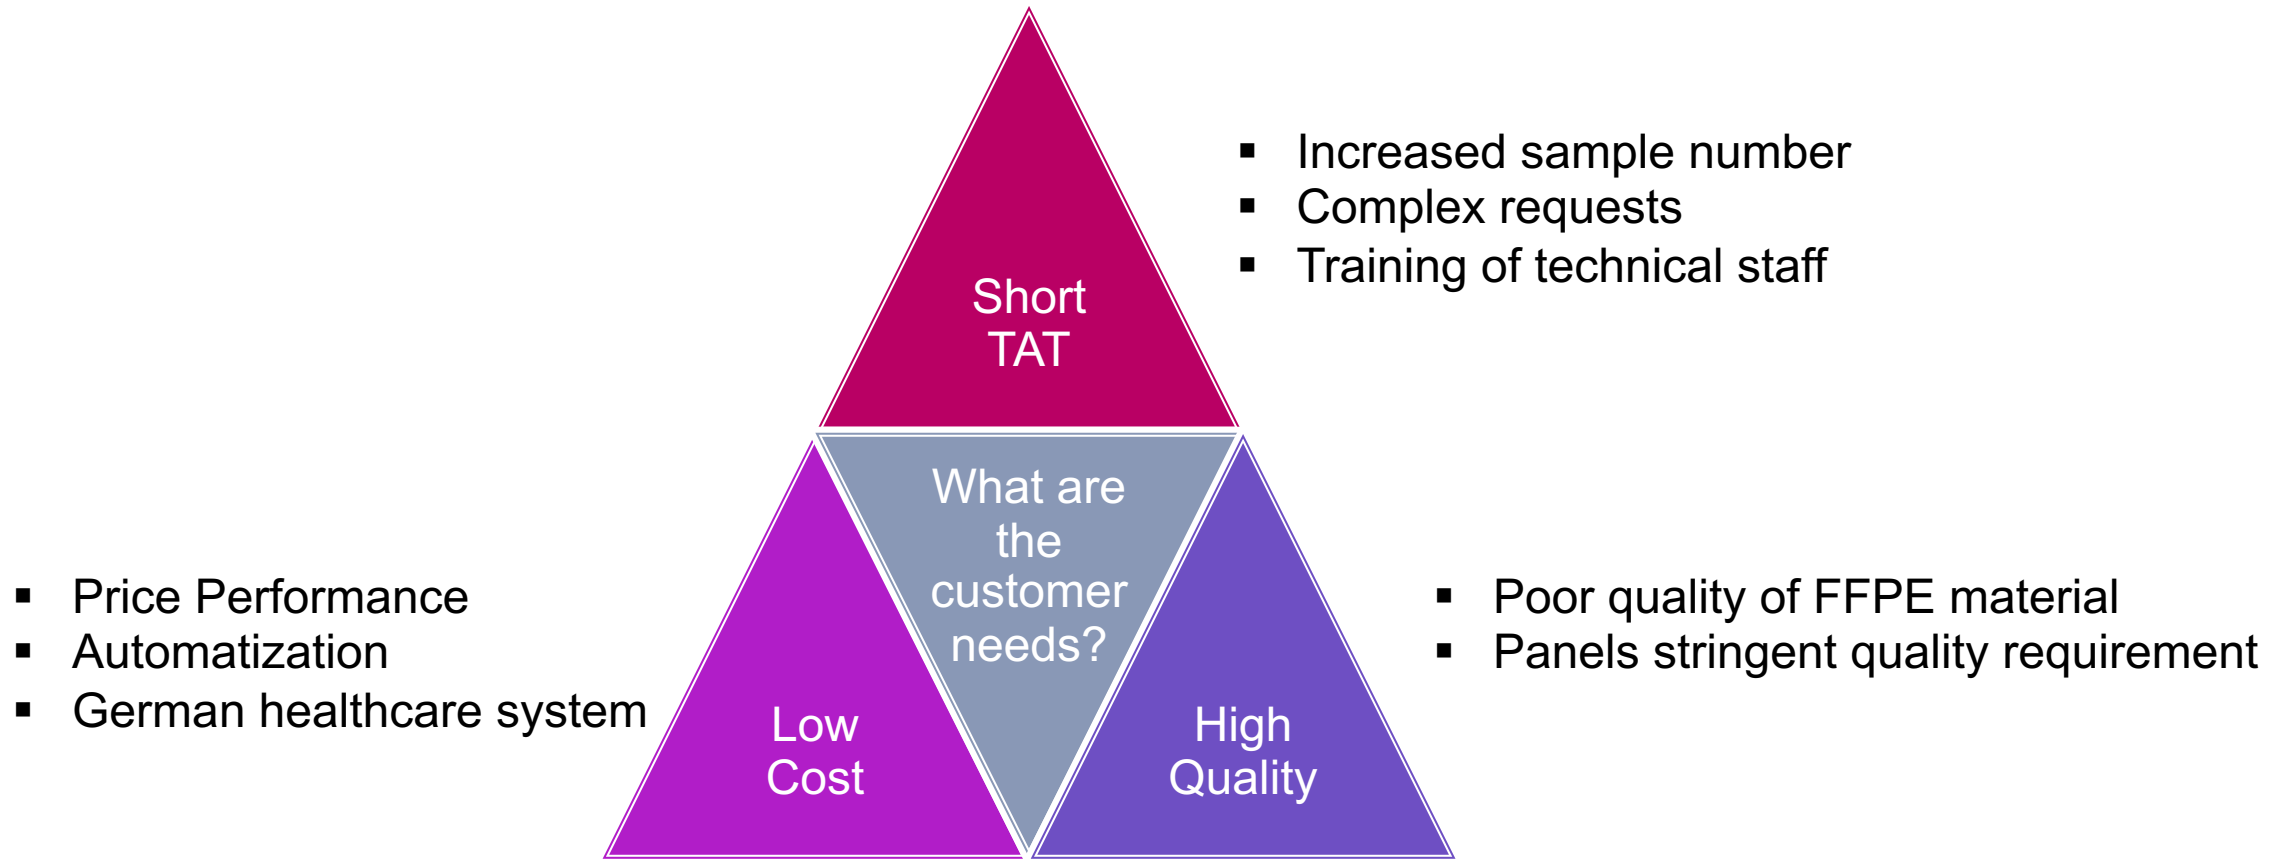 Short
TAT
▪ Increased sample number
▪ Complex requests
▪ Training of technical staff
What are
the
customer
needs?
▪ Price Performance
▪ Automatization
▪ German healthcare system
Low
Cost
High
Quality
▪ Poor quality of FFPE material
▪ Panels stringent quality requirement